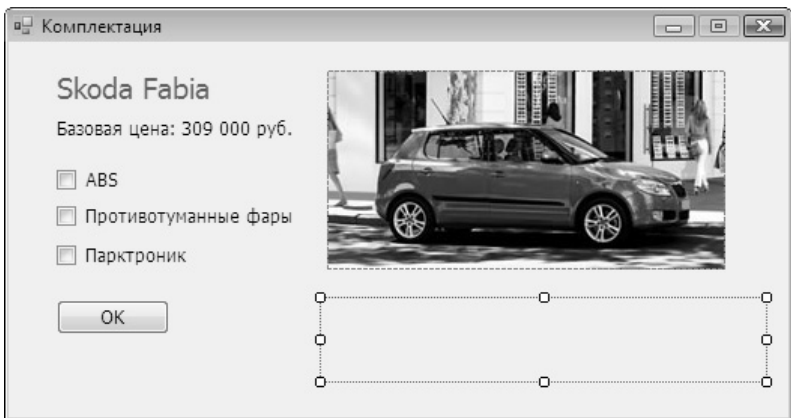 Комплектация
Skoda Fabia
Базовая цена: 309 000 руб.
ABS
Противотуманные фары
Парктроник
OK